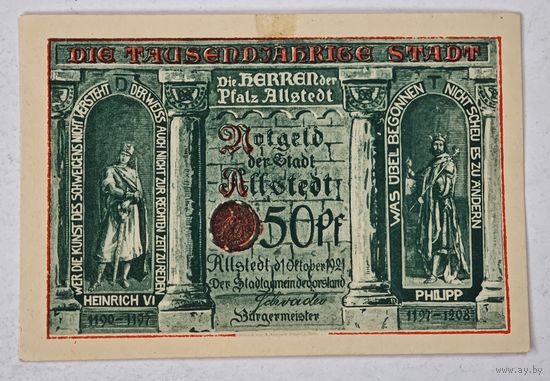 DIE TAUSENDJÄHRIGE STADT
Die HERREN der
Pfalz Allstedt
WER DIE KUNST DES SCHWEIGENS NICHT VERSTEHT D DER WEISS AUCH NICHT ZUR RECHTEN ZEIT ZU REDEN
HEINRICH VI
1190-1197
Notgeld
der Stadt
Allstedt
50 Pf
Allstedt d. 1 Oktober 1921
Der Stadtgemeindevorstand
Bürgermeister
WAS ÜBEL BEGONNEN T NICHT SCHEU ES ZU ÄNDERN
PHILIPP
1197-1208
www.ay.by